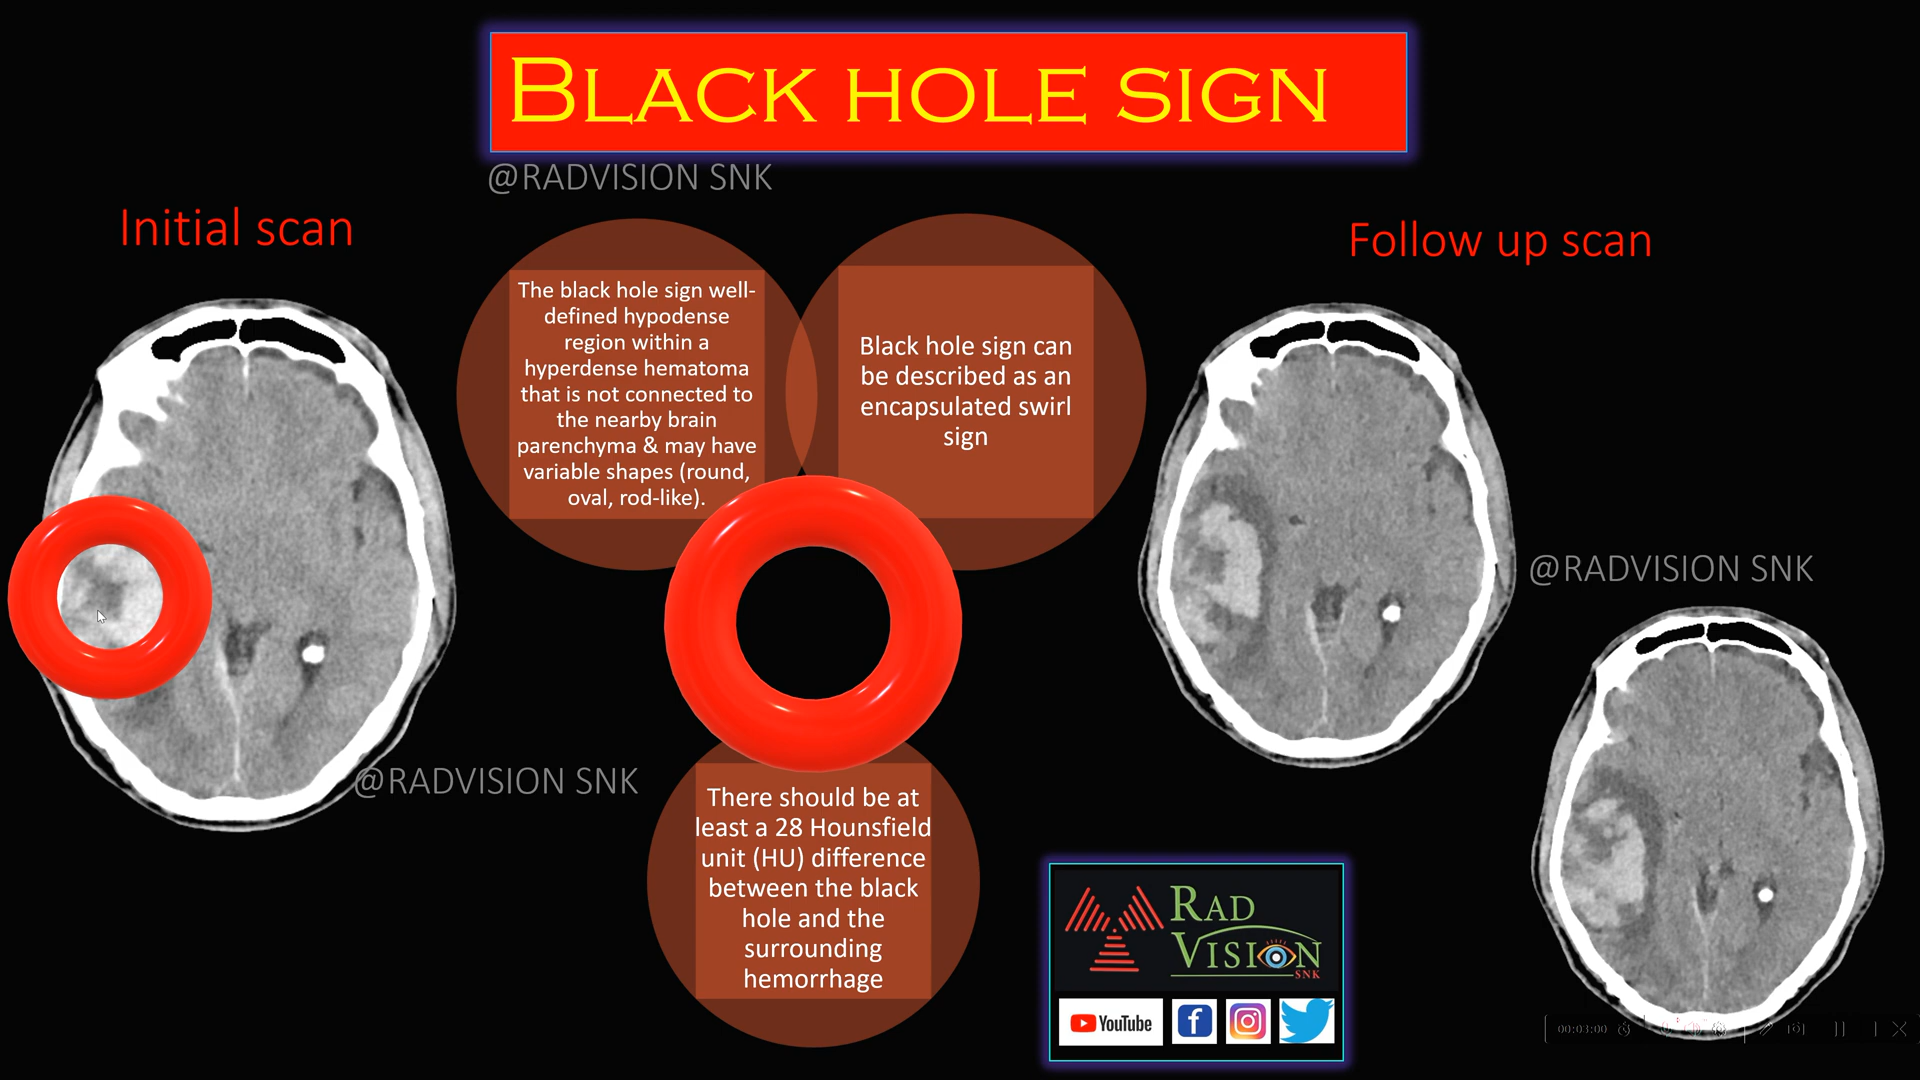 BLACK HOLE SIGN
@RADVISION SNK
Initial scan
Follow up scan
The black hole sign well-
defined hypodense
region within a
hyperdense hematoma
that is not connected to
the nearby brain
parenchyma & may have
variable shapes (round,
oval, rod-like).
Black hole sign can
be described as an
encapsulated swirl
sign
@RADVISION SNK
@RADVISION SNK
There should be at
least a 28 Hounsfield
unit (HU) difference
between the black
hole and the
surrounding
hemorrhage
RAD
VISION
SNK
YouTube
00:03:00